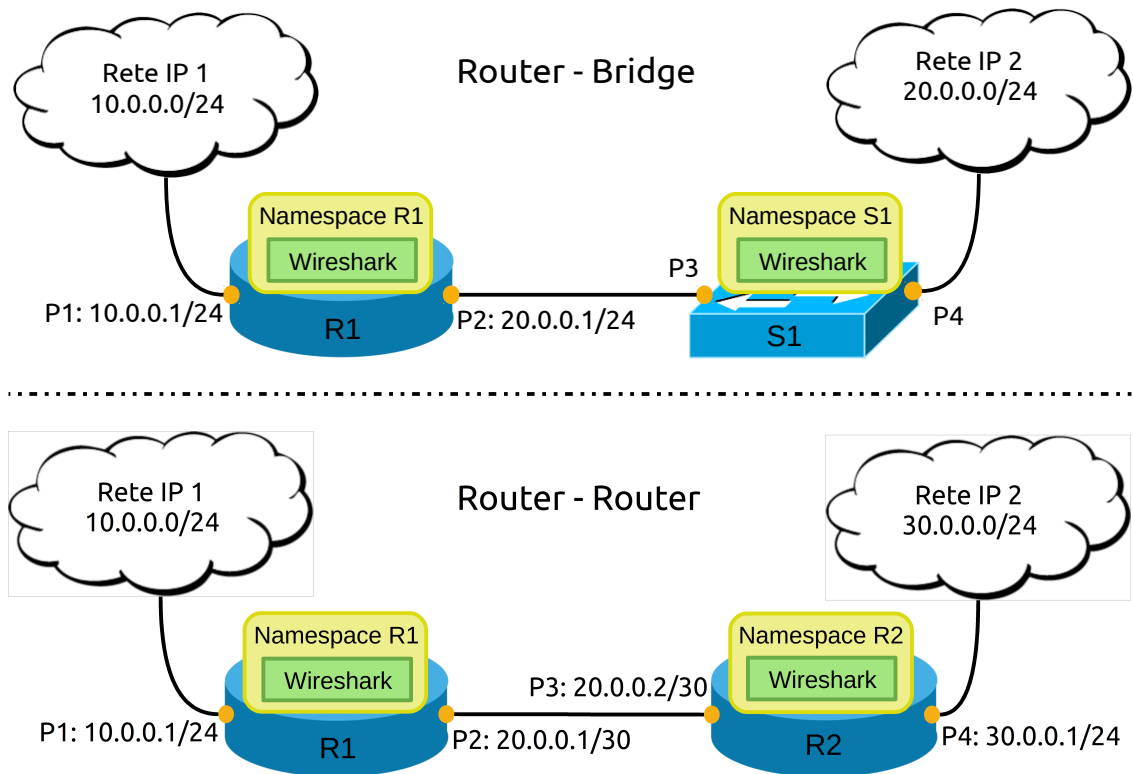 Rete IP 1
10.0.0.0/24
Router - Bridge
Rete IP 2
20.0.0.0/24
Namespace R1
Wireshark
Namespace S1
Wireshark
P3
P1: 10.0.0.1/24
R1
P2: 20.0.0.1/24
S1
P4
Rete IP 1
10.0.0.0/24
Router - Router
Rete IP 2
30.0.0.0/24
Namespace R1
Wireshark
Namespace R2
Wireshark
P3: 20.0.0.2/30
P1: 10.0.0.1/24
R1
P2: 20.0.0.1/30
R2
P4: 30.0.0.1/24